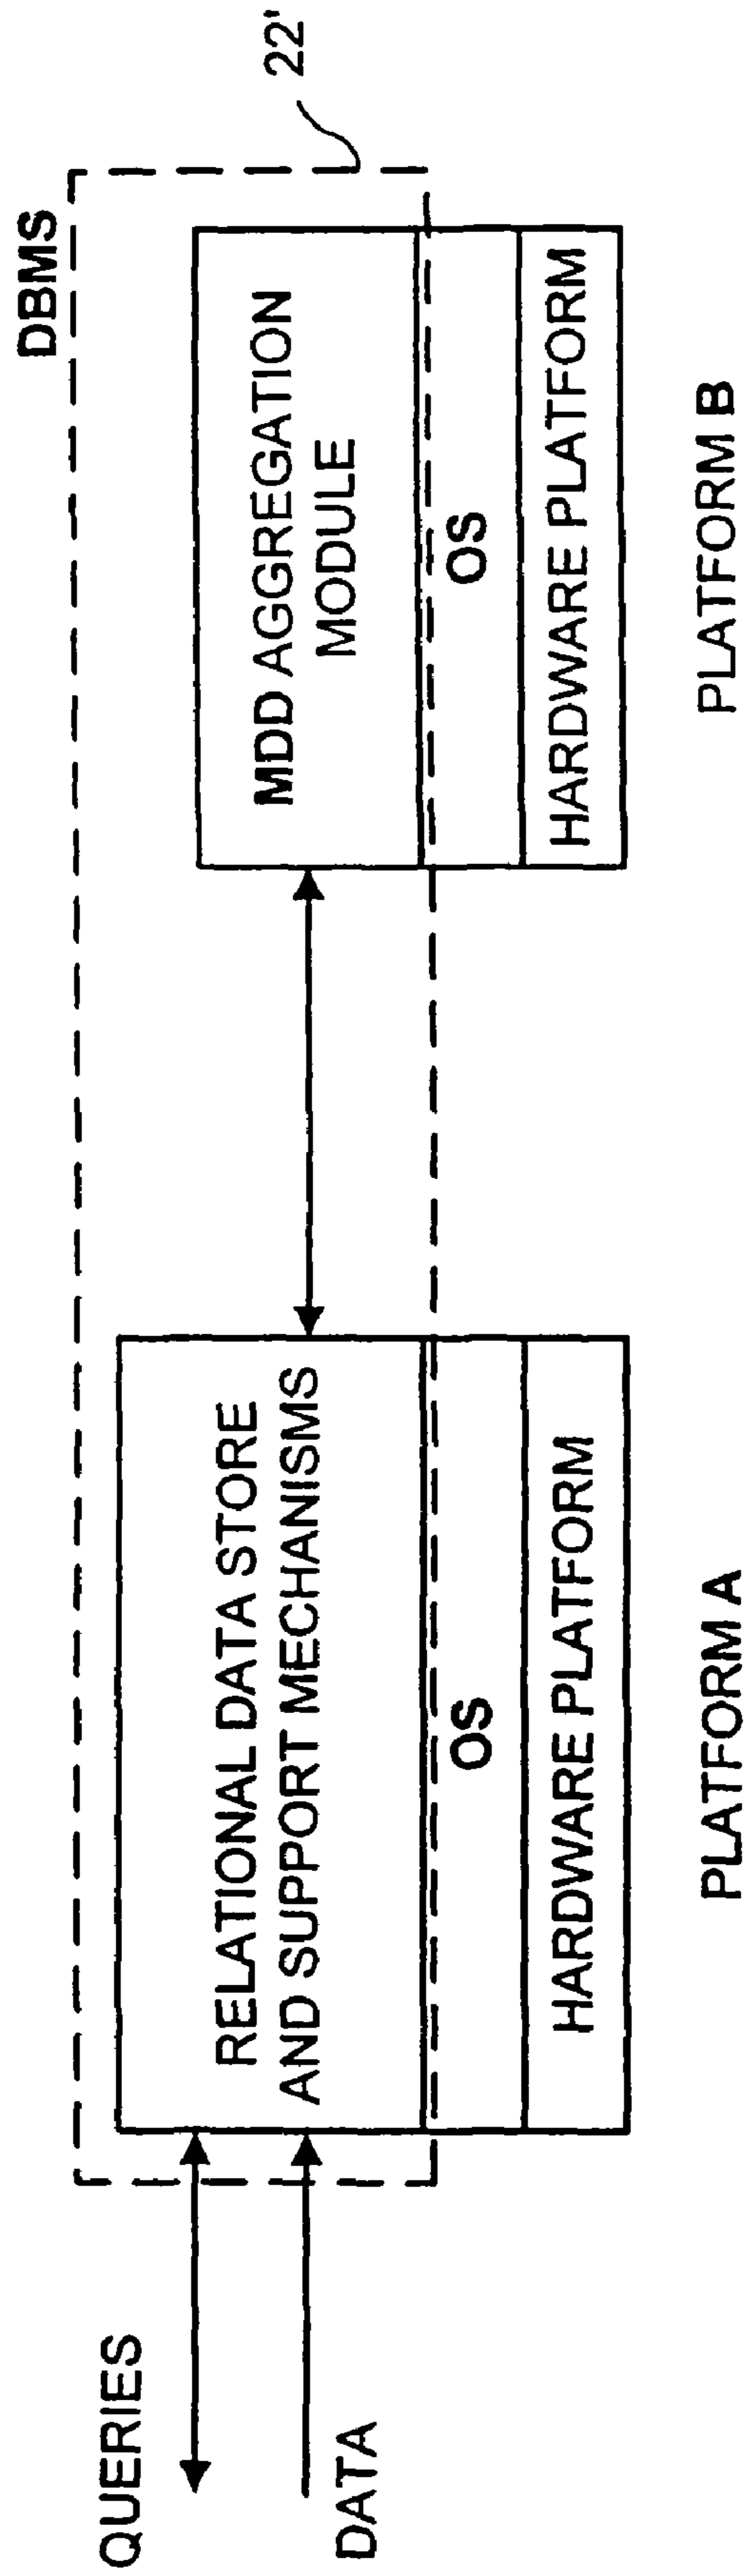 DBMS
22'
QUERIES
DATA
RELATIONAL DATA STORE
AND SUPPORT MECHANISMS
OS
HARDWARE PLATFORM
PLATFORM A
MDD AGGREGATION
MODULE
OS
HARDWARE PLATFORM
PLATFORM B